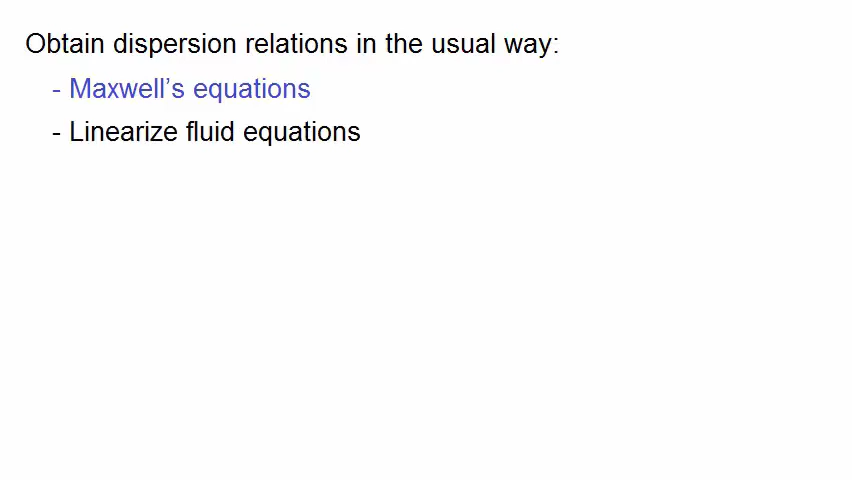 Obtain dispersion relations in the usual way:
- Maxwell’s equations
- Linearize fluid equations